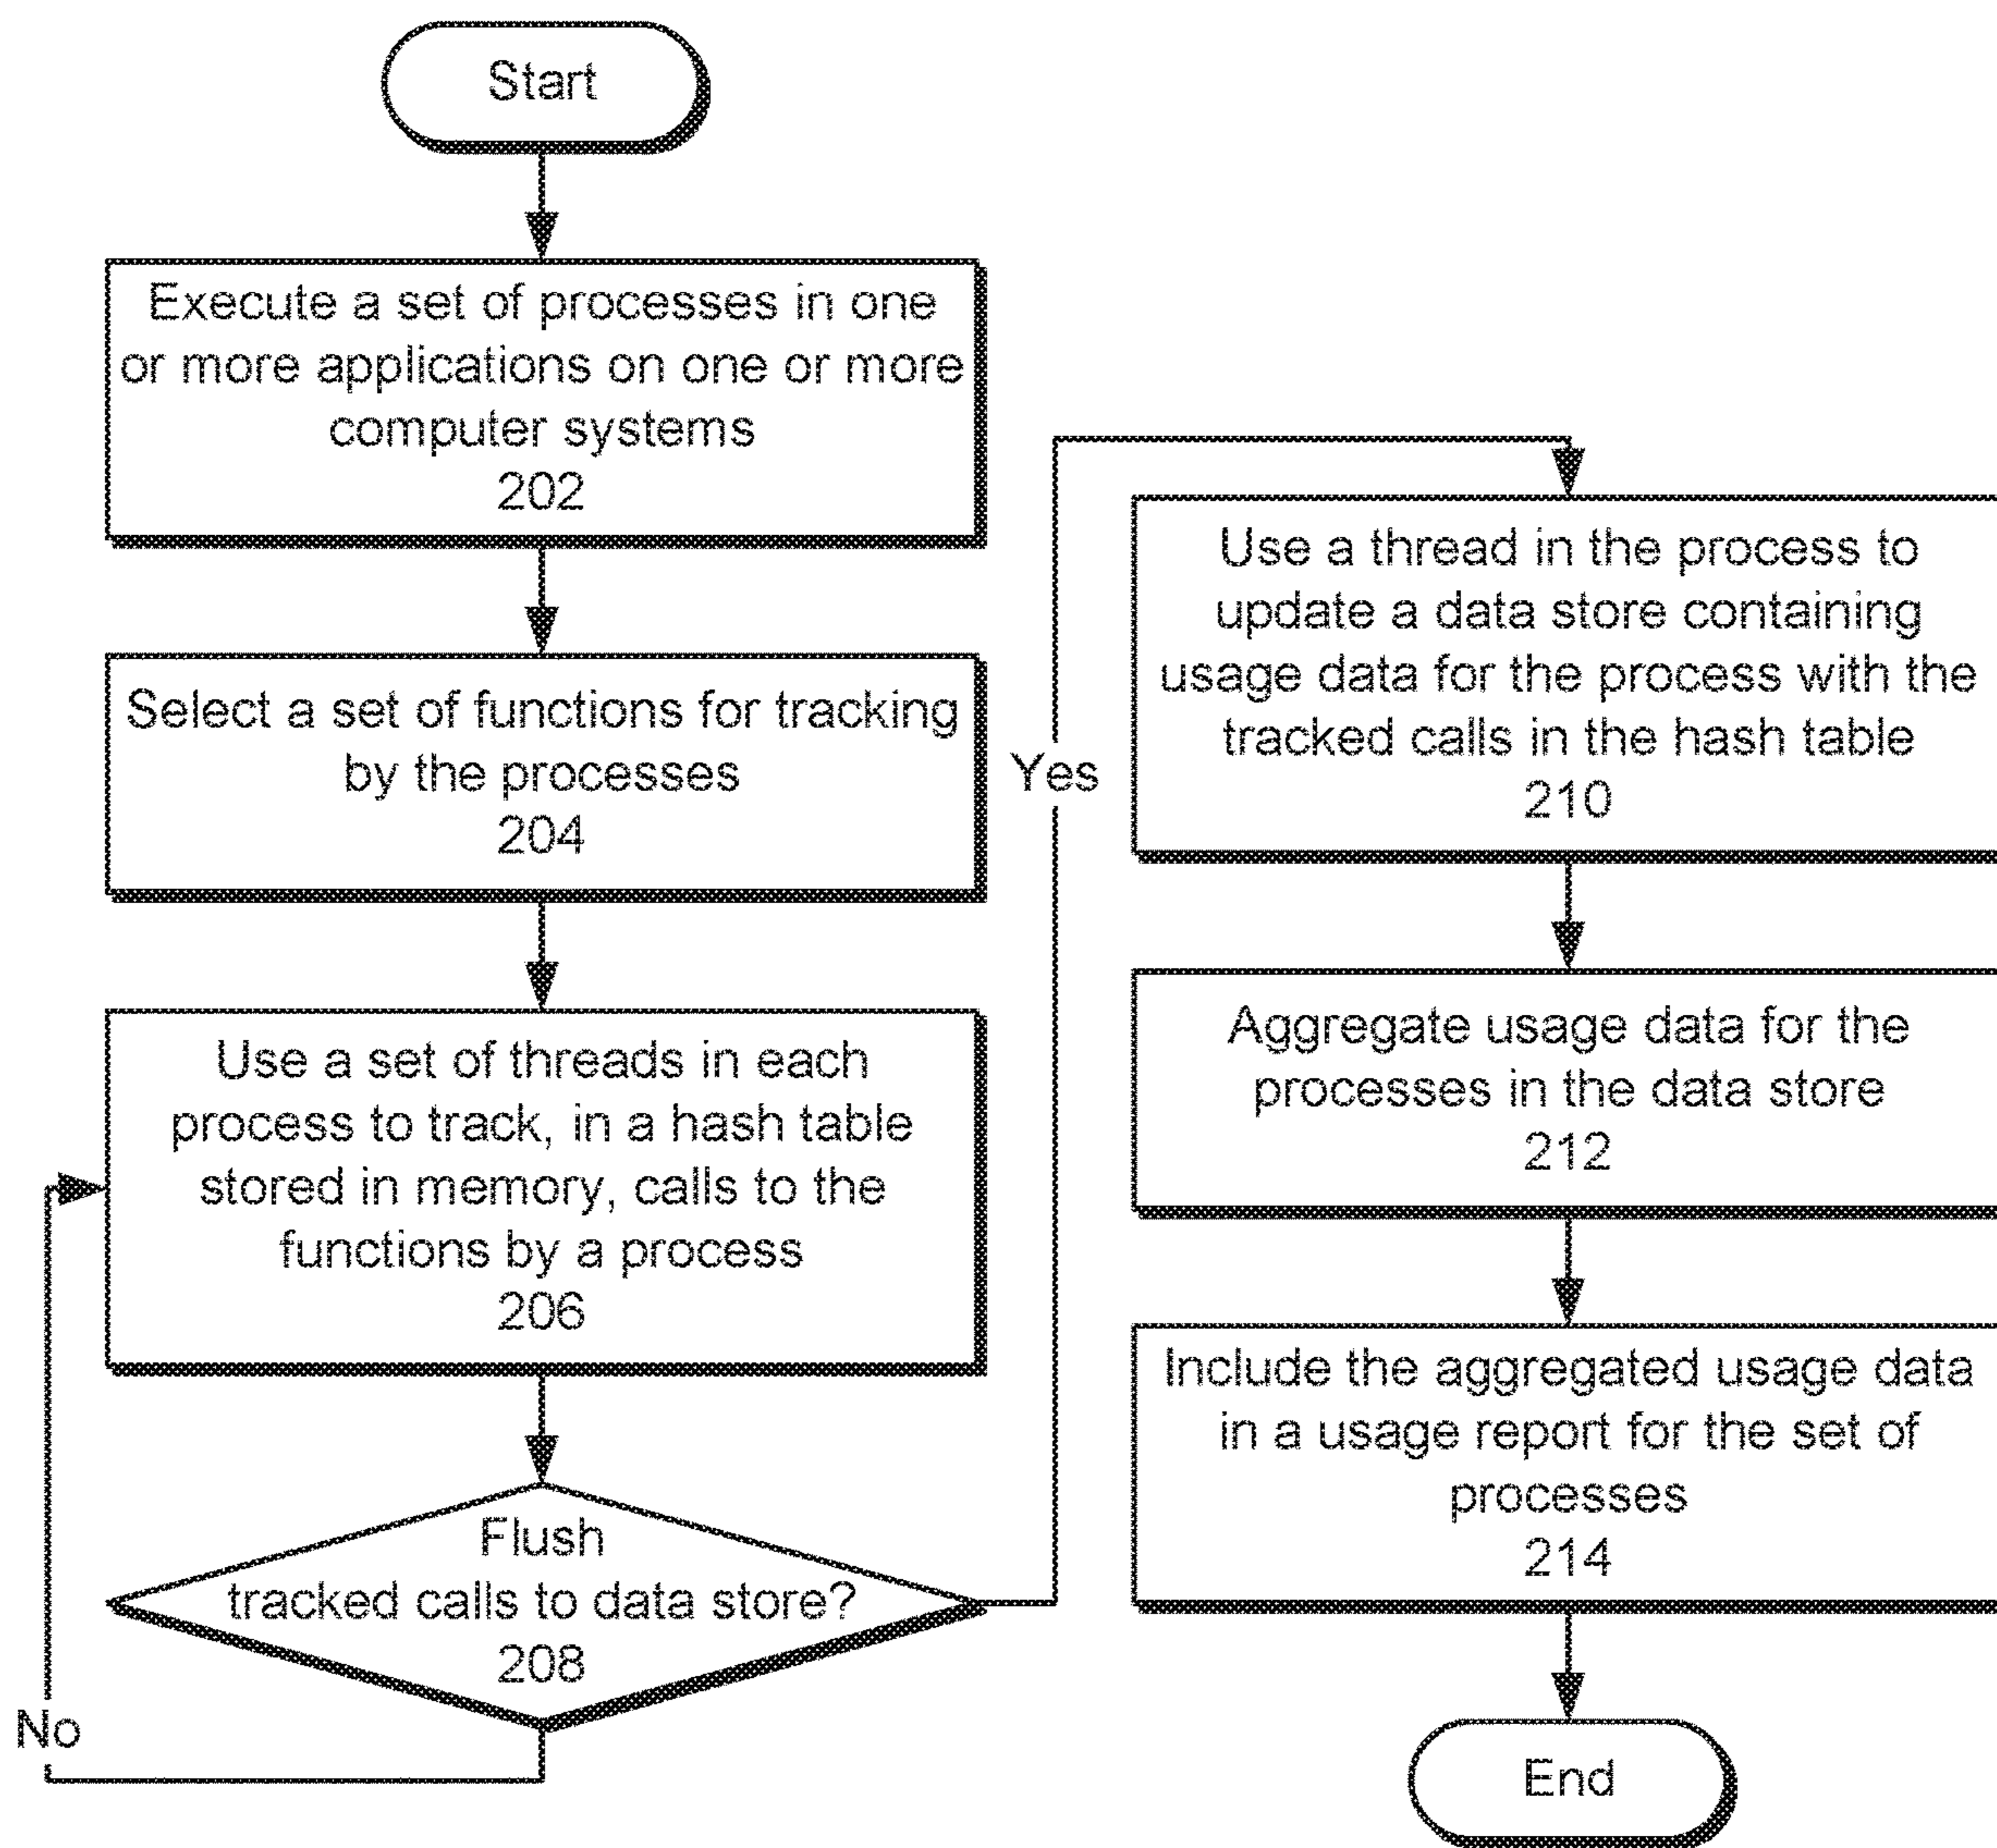 Start
Execute a set of processes in one
or more applications on one or more
computer systems
202
Select a set of functions for tracking
by the processes
204
Use a set of threads in each
process to track, in a hash table
stored in memory, calls to the
functions by a process
206
Flush
tracked calls to data store?
208
No
Yes
Use a thread in the process to
update a data store containing
usage data for the process with the
tracked calls in the hash table
210
Aggregate usage data for the
processes in the data store
212
Include the aggregated usage data
in a usage report for the set of
processes
214
End